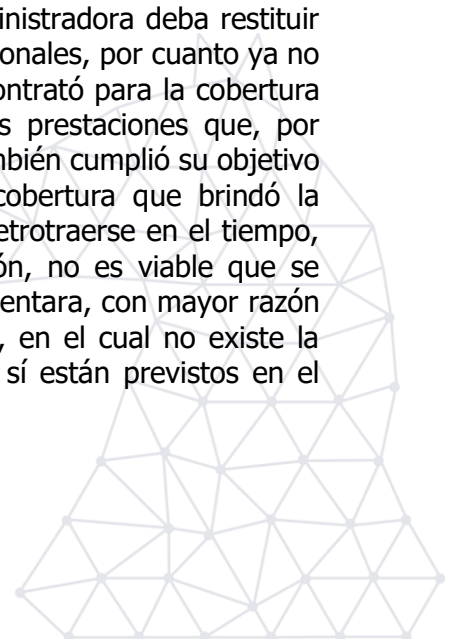 ninistradora deba restituir
onales, por cuanto ya no
ontrató para la cobertura
s prestaciones que, por
mbién cumplió su objetivo
cobertura que brindó la
etrotraerse en el tiempo,
ón, no es viable que se
entara, con mayor razón
, en el cual no existe la
sí están previstos en el